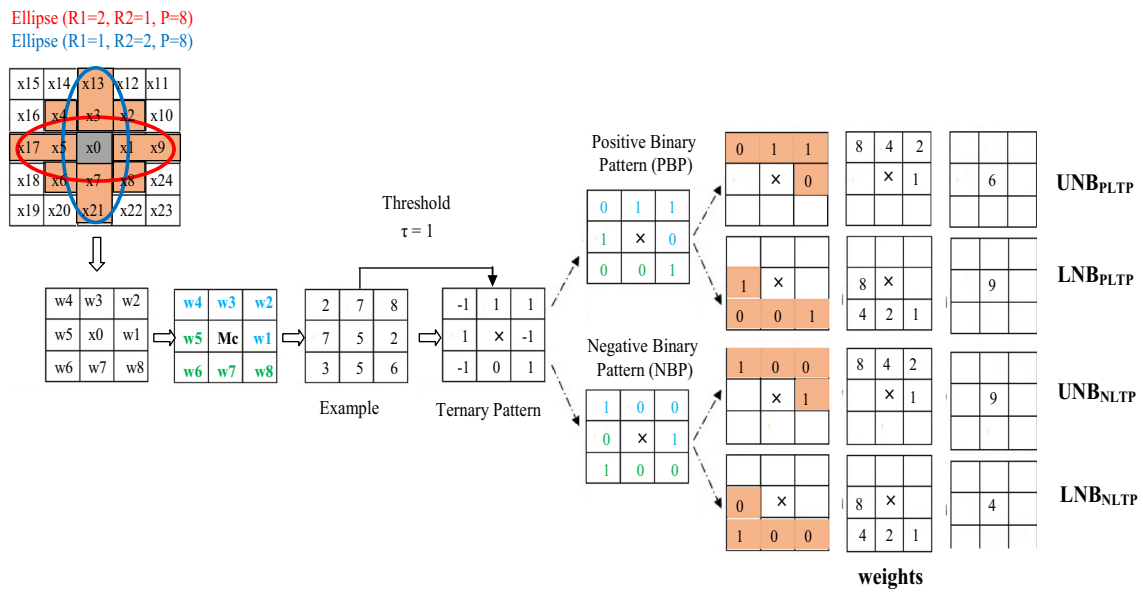 Ellipse (R1=2, R2=1, P=8)
Ellipse (R1=1, R2=2, P=8)
x15 x14 x13 x12 x11
x16 x4 x3 x2 x10
x17 x5 x0 x1 x9
x18 x6 x7 x8 x24
x19 x20 x21 x22 x23
w4 w3 w2
w5 x0 w1
w6 w7 w8
w4 w3 w2
w5 Mc w1
w6 w7 w8
2 7 8
7 5 2
3 5 6
Example
Threshold
τ = 1
-1 1 1
1 × -1
-1 0 1
Ternary Pattern
Positive Binary
Pattern (PBP)
0 1 1
1 × 0
0 0 1
Negative Binary
Pattern (NBP)
1 0 0
0 × 1
1 0 0
0 1 1
× 0
8 4 2
× 1
6
UNBPLTP
1 ×
0 0 1
8 ×
4 2 1
9
LNBPLTP
1 0 0
× 1
8 4 2
× 1
9
UNBNLTP
0 ×
1 0 0
8 ×
4 2 1
4
LNBNLTP
weights